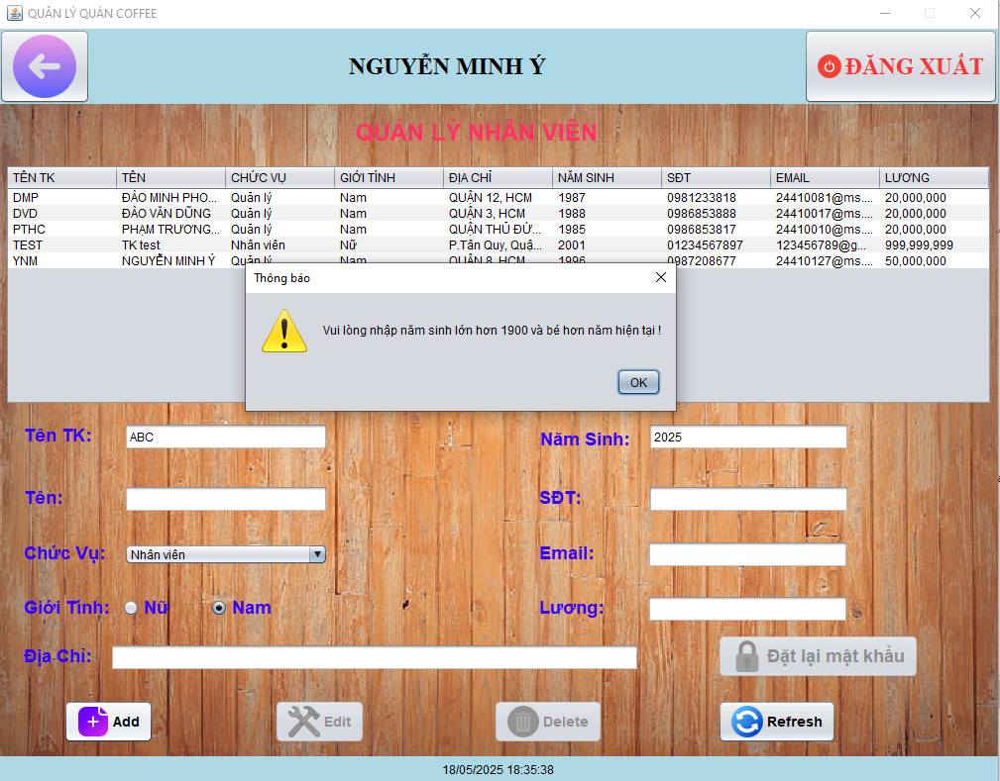 QUẢN LÝ QUÁN COFFEE
NGUYỄN MINH Ý
ĐĂNG XUẤT
QUẢN LÝ NHÂN VIÊN
TÊN TK TÊN CHỨC VỤ GIỚI TÍNH ĐỊA CHỈ NĂM SINH SĐT EMAIL LƯƠNG
DMP ĐÀO MINH PHO... Quản lý Nam QUẬN 12, HCM 1987 0981233818 24410081@ms.... 20,000,000
DVD ĐÀO VĂN DŨNG Quản lý Nam QUẬN 3, HCM 1988 0986853888 24410017@ms.... 20,000,000
PTHC PHẠM TRƯƠNG... Quản lý Nam QUẬN THỦ ĐỨ... 1985 0986853817 24410010@ms.... 20,000,000
TEST TK test Nhân viên Nữ P.Tân Quy, Quậ... 2001 01234567897 123456789@g... 999,999,999
YNM NGUYỄN MINH Ý Quản lý Nam QUẬN 8, HCM 1996 0987208677 24410127@ms.... 50,000,000
Thông báo
Vui lòng nhập năm sinh lớn hơn 1900 và bé hơn năm hiện tại !
OK
Tên TK: ABC
Năm Sinh: 2025
Tên:
SĐT:
Chức Vụ: Nhân viên
Email:
Giới Tính: Nữ Nam
Lương:
Địa Chỉ:
Đặt lại mật khẩu
Add
Edit
Delete
Refresh
18/05/2025 18:35:38